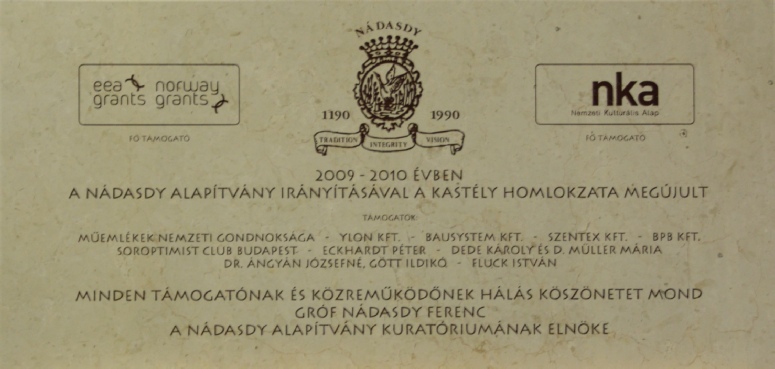 NÁDASDY
eea norway
grants grants
FŐ TÁMOGATÓ
1190 1990
TRADITION INTEGRITY VISION
nka
Nemzeti Kulturális Alap
FŐ TÁMOGATÓ
2009 - 2010 ÉVBEN
A NÁDASDY ALAPÍTVÁNY IRÁNYÍTÁSÁVAL A KASTÉLY HOMLOKZATA MEGÚJULT
TÁMOGATÓK
MŰEMLÉKEK NEMZETI GONDNOKSÁGA - YLON KFT. - BAUSYSTEM KFT. - SZENTEX KFT. - BPB KFT.
SOROPTIMIST CLUB BUDAPEST - ECKHARDT PÉTER - DEDE KÁROLY ÉS D. MÜLLER MÁRIA
DR. ANGYÁN JÓZSEFNÉ, GÖTT ILDIKÓ - FLUCK ISTVÁN
MINDEN TÁMOGATÓNAK ÉS KÖZREMŰKÖDŐNEK HÁLÁS KÖSZÖNETET MOND
GRÓF NÁDASDY FERENC
A NÁDASDY ALAPÍTVÁNY KURATÓRIUMÁNAK ELNÖKE